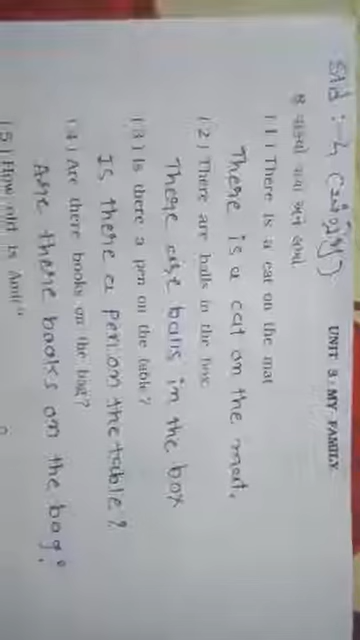 Std :- 4 (અંગ્રેજી)
UNIT 3 : MY FAMILY
વાક્યો
(1) There is a cat on the mat
There is a cat on the mat.
(2) There are balls in the box
There are balls in the box
(3) Is there a pen on the table?
Is there a pen on the table?
(4) Are there books on the bag?
Are there books on the bag?
(5) How old is Amit?